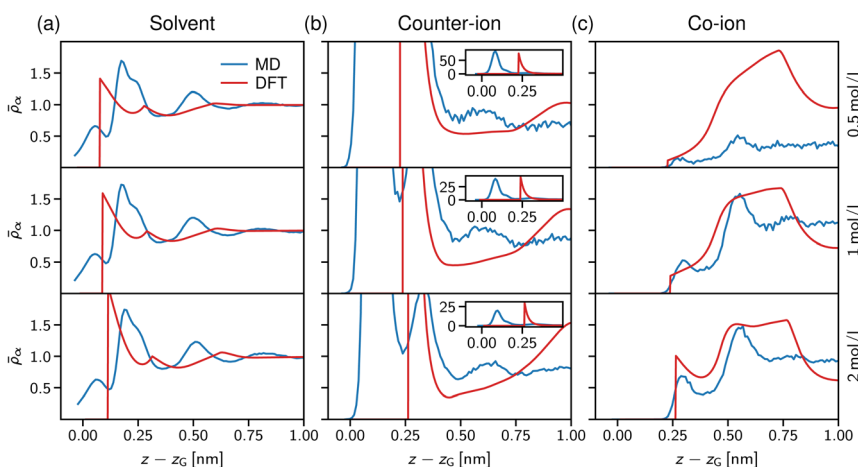 (a) Solvent (b) Counter-ion (c) Co-ion
MD
DFT
ρ̄α
1.5
1.0
0.5
50
0
0.00 0.25
0.5 mol/l
ρ̄α
1.5
1.0
0.5
25
0
0.00 0.25
1 mol/l
ρ̄α
1.5
1.0
0.5
25
0
0.00 0.25
2 mol/l
0.00 0.25 0.50 0.75 1.00
0.00 0.25 0.50 0.75 1.00
0.00 0.25 0.50 0.75 1.00
z − zG [nm] z − zG [nm] z − zG [nm]